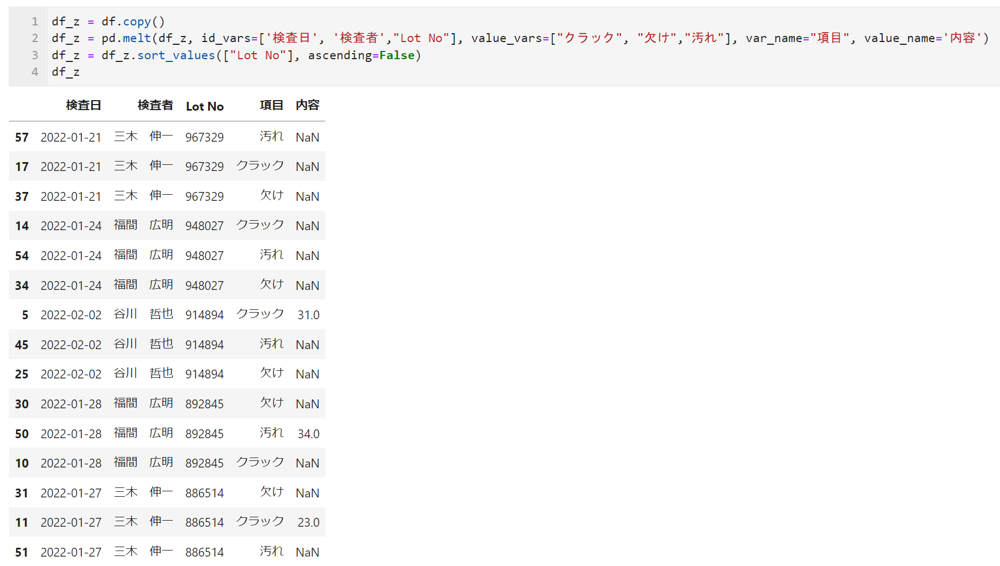 1 df_z = df.copy()
2 df_z = pd.melt(df_z, id_vars=['検査日', '検査者',"Lot No"], value_vars=["クラック", "欠け","汚れ"], var_name="項目", value_name='内容')
3 df_z = df_z.sort_values(["Lot No"], ascending=False)
4 df_z
検査日 検査者 Lot No 項目 内容
57 2022-01-21 三木　伸一 967329 汚れ NaN
17 2022-01-21 三木　伸一 967329 クラック NaN
37 2022-01-21 三木　伸一 967329 欠け NaN
14 2022-01-24 福間　広明 948027 クラック NaN
54 2022-01-24 福間　広明 948027 汚れ NaN
34 2022-01-24 福間　広明 948027 欠け NaN
5 2022-02-02 谷川　哲也 914894 クラック 31.0
45 2022-02-02 谷川　哲也 914894 汚れ NaN
25 2022-02-02 谷川　哲也 914894 欠け NaN
30 2022-01-28 福間　広明 892845 欠け NaN
50 2022-01-28 福間　広明 892845 汚れ 34.0
10 2022-01-28 福間　広明 892845 クラック NaN
31 2022-01-27 三木　伸一 886514 欠け NaN
11 2022-01-27 三木　伸一 886514 クラック 23.0
51 2022-01-27 三木　伸一 886514 汚れ NaN